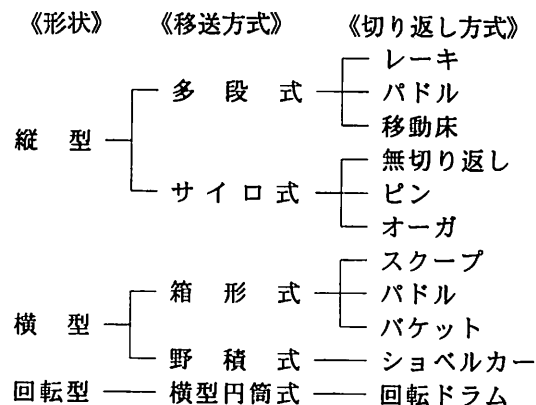 《形状》 《移送方式》 《切り返し方式》
レーキ
多段式 パドル
移動床
縦型
無切り返し
サイロ式 ピン
オーガ
スクープ
箱形式 パドル
横型 バケット
野積式 ショベルカー
回転型 横型円筒式 回転ドラム